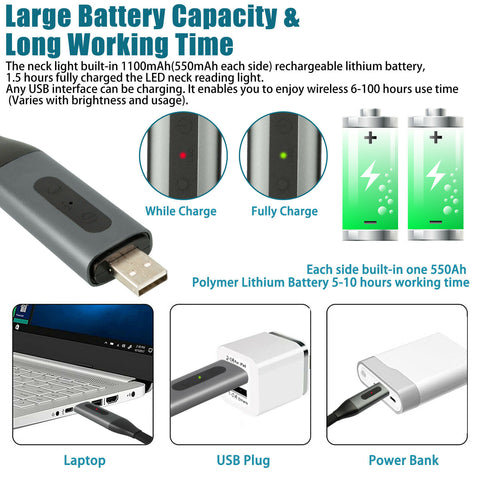 Large Battery Capacity &
Long Working Time
The neck light built-in 1100mAh(550mAh each side) rechargeable lithium battery,
1.5 hours fully charged the LED neck reading light.
Any USB interface can be charging. It enables you to enjoy wireless 6-100 hours use time
(Varies with brightness and usage).
While Charge
Fully Charge
Each side built-in one 550Ah
Polymer Lithium Battery 5-10 hours working time
Laptop
USB Plug
Power Bank